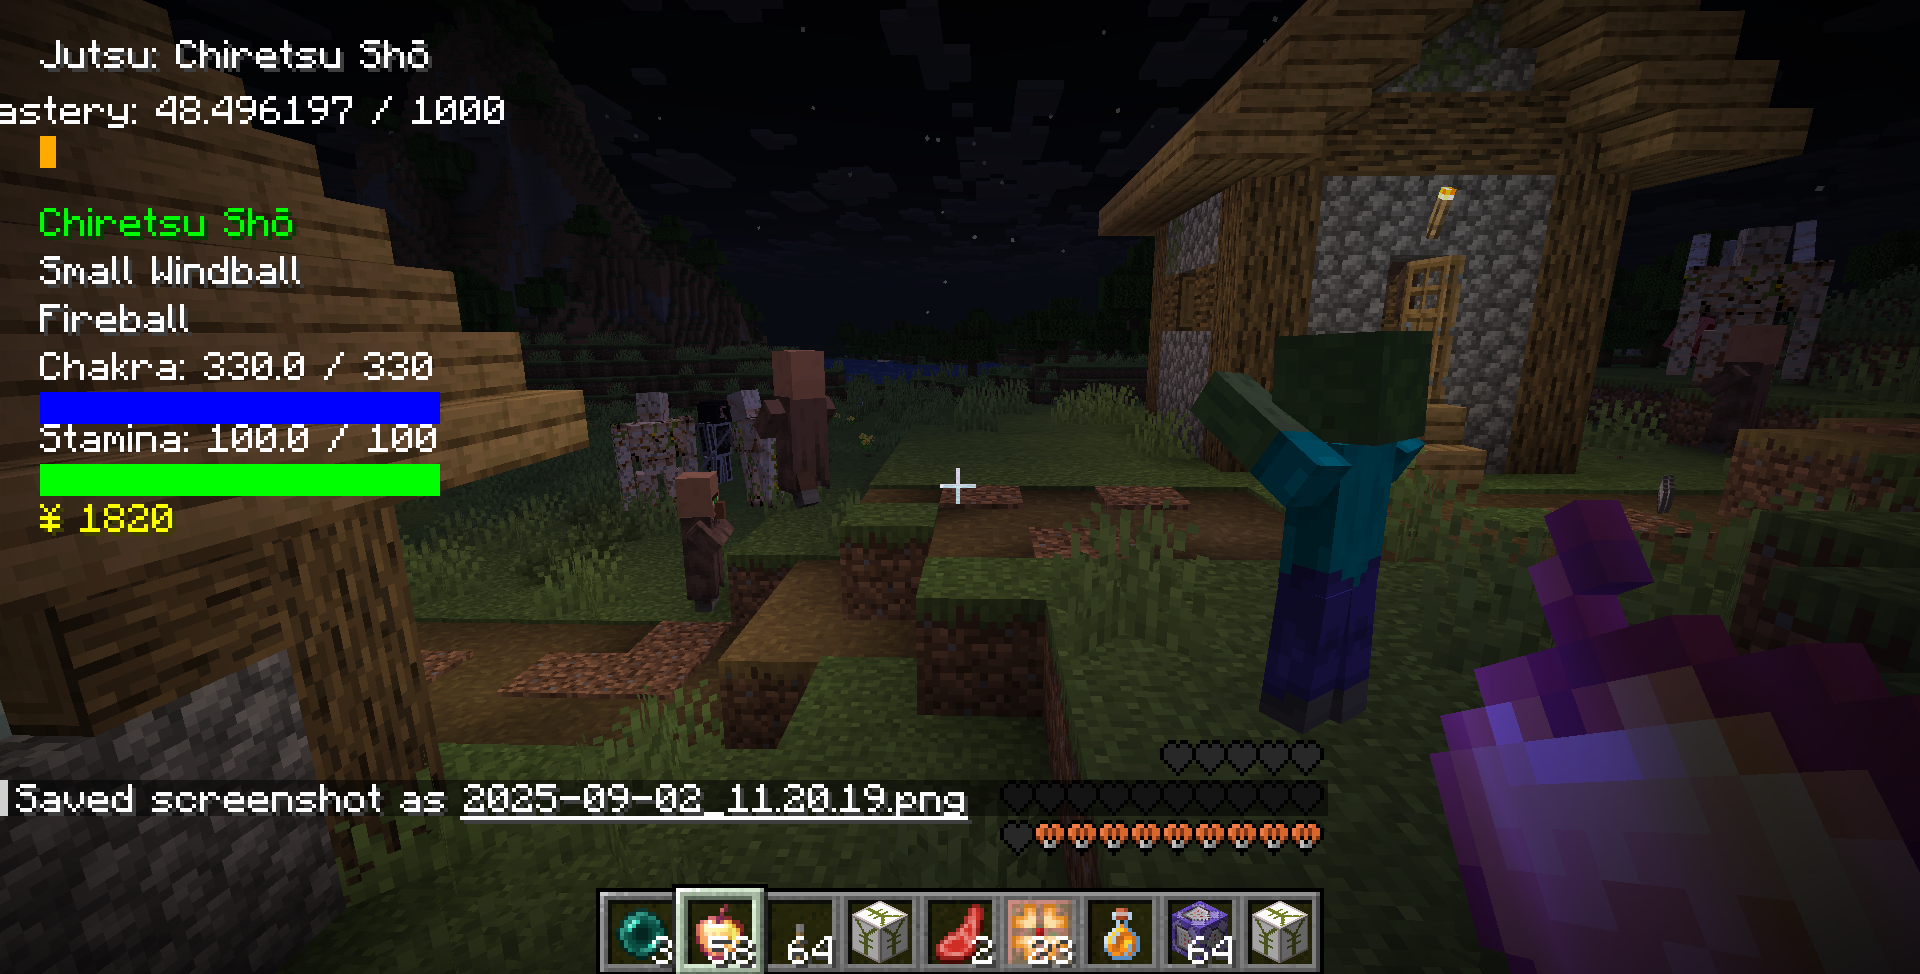 Jutsu: Chiretsu Shō
astery: 48.496197 / 1000
Chiretsu Shō
Small Windball
Fireball
Chakra: 330.0 / 330
Stamina: 100.0 / 100
¥ 1820
Saved screenshot as 2025-09-02_11.20.19.png
3 58 64 2 28 64